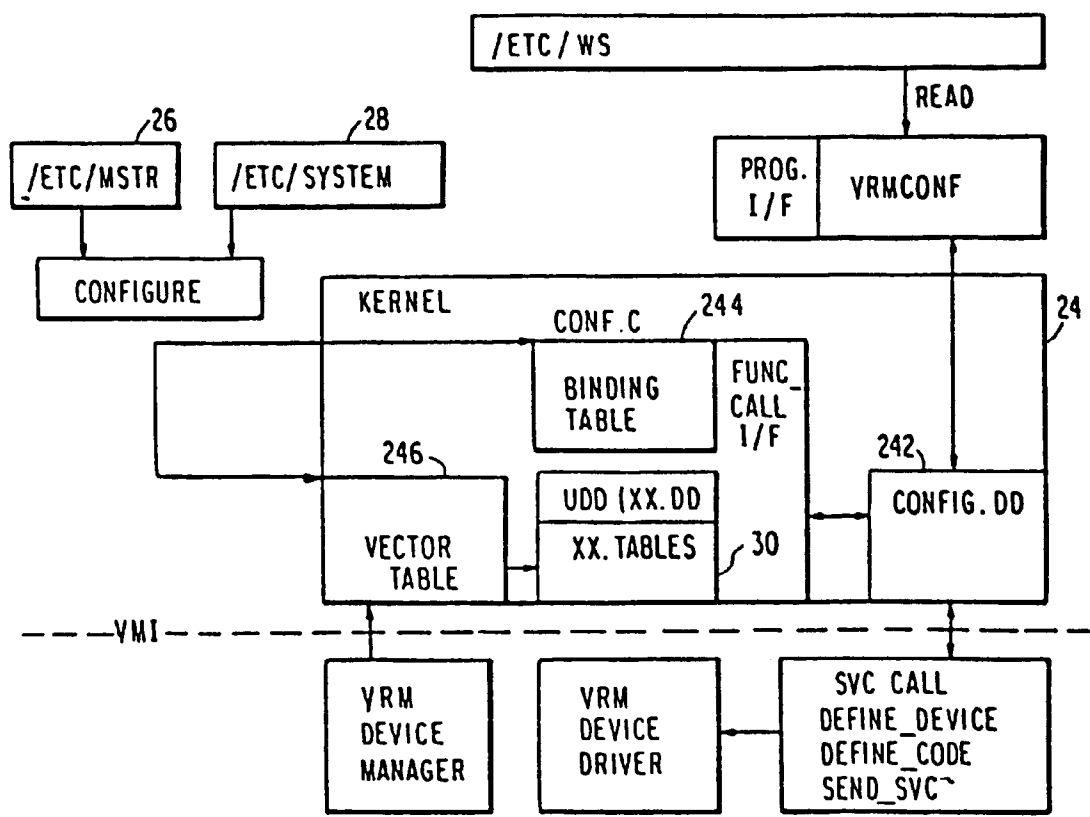 /ETC/WS
READ
26
28
/ETC/MSTR
/ETC/SYSTEM
PROG.
I/F
VRMCONF
CONFIGURE
KERNEL
24
CONF.C
244
BINDING
TABLE
FUNC_
CALL
I/F
246
242
UDD (XX.DD
CONFIG.DD
XX.TABLES
30
VECTOR
TABLE
VMI
VRM
DEVICE
MANAGER
VRM
DEVICE
DRIVER
SVC CALL
DEFINE_DEVICE
DEFINE_CODE
SEND_SVC